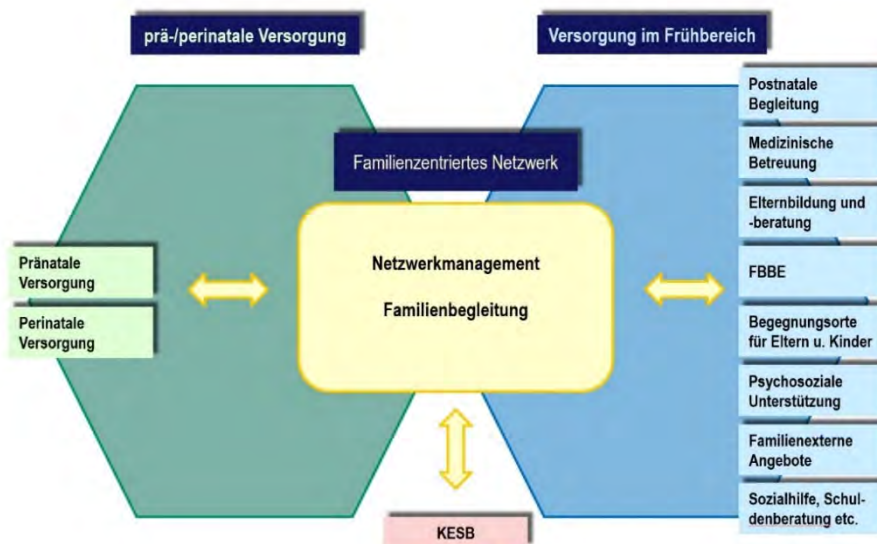 prä-/perinatale Versorgung
Versorgung im Frühbereich
Familienzentriertes Netzwerk
Netzwerkmanagement
Familienbegleitung
Pränatale
Versorgung
Perinatale
Versorgung
Postnatale
Begleitung
Medizinische
Betreuung
Elternbildung und
-beratung
FBBE
Begegnungsorte
für Eltern u. Kinder
Psychosoziale
Unterstützung
Familienexterne
Angebote
Sozialhilfe, Schul-
denberatung etc.
KESB